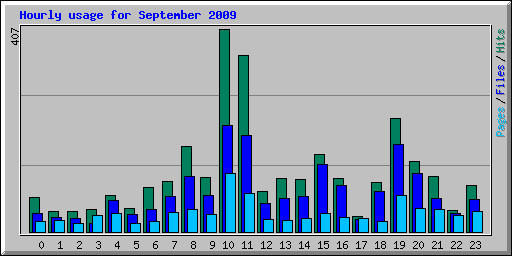 Hourly usage for September 2009
407
Pages/Files/Hits
0 1 2 3 4 5 6 7 8 9 10 11 12 13 14 15 16 17 18 19 20 21 22 23